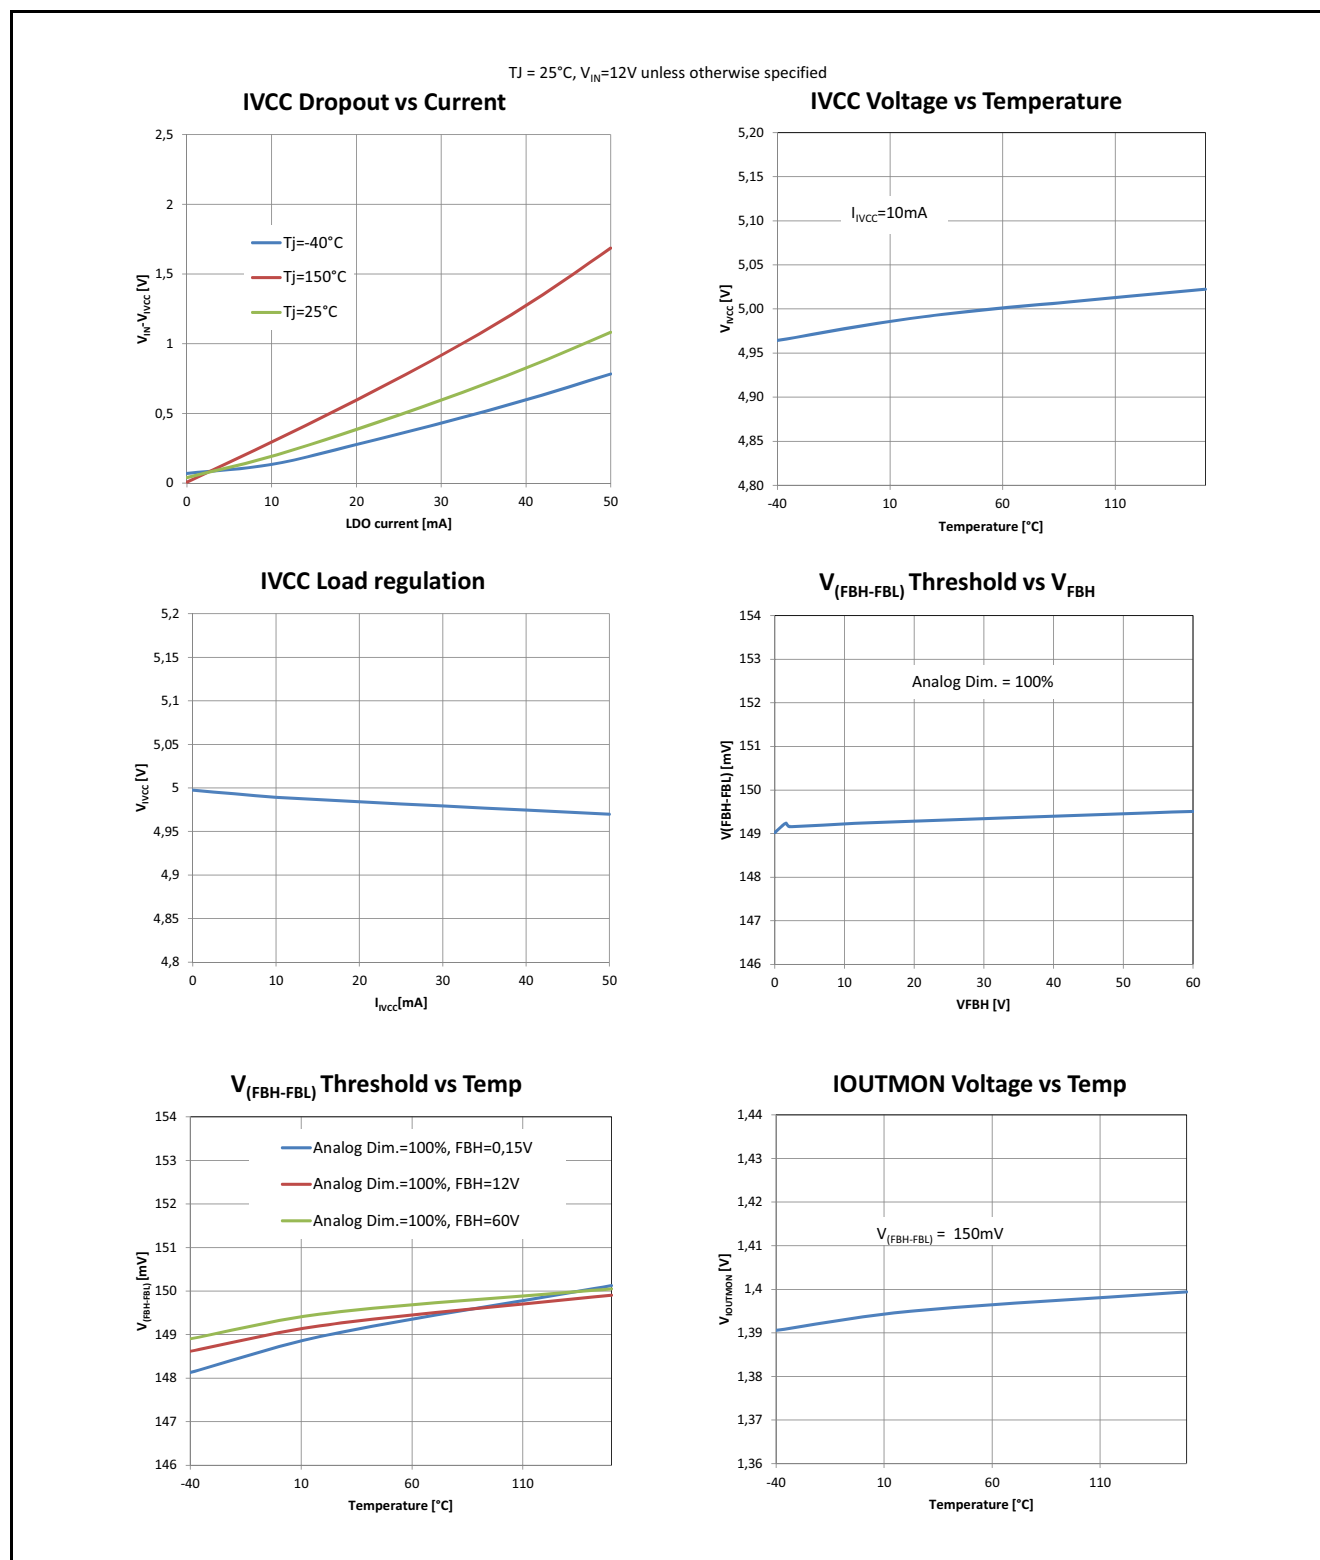 TJ = 25°C, VIN=12V unless otherwise specified
IVCC Dropout vs Current
2,5
2
1,5
1
0,5
0
VIN-VIVCC [V]
Tj=-40°C
Tj=150°C
Tj=25°C
0 10 20 30 40 50
LDO current [mA]
IVCC Voltage vs Temperature
5,20
5,15
5,10
5,05
5,00
4,95
4,90
4,85
4,80
VIVCC [V]
IIVCC=10mA
-40 10 60 110
Temperature [°C]
IVCC Load regulation
5,2
5,15
5,1
5,05
5
4,95
4,9
4,85
4,8
VIVCC [V]
0 10 20 30 40 50
IIVCC[mA]
V(FBH-FBL) Threshold vs VFBH
154
153
152
151
150
149
148
147
146
V(FBH-FBL) [mV]
Analog Dim. = 100%
0 10 20 30 40 50 60
VFBH [V]
V(FBH-FBL) Threshold vs Temp
154
153
152
151
150
149
148
147
146
V(FBH-FBL) [mV]
Analog Dim.=100%, FBH=0,15V
Analog Dim.=100%, FBH=12V
Analog Dim.=100%, FBH=60V
-40 10 60 110
Temperature [°C]
IOUTMON Voltage vs Temp
1,44
1,43
1,42
1,41
1,4
1,39
1,38
1,37
1,36
VIOUTMON [V]
V(FBH-FBL) = 150mV
-40 10 60 110
Temperature [°C]